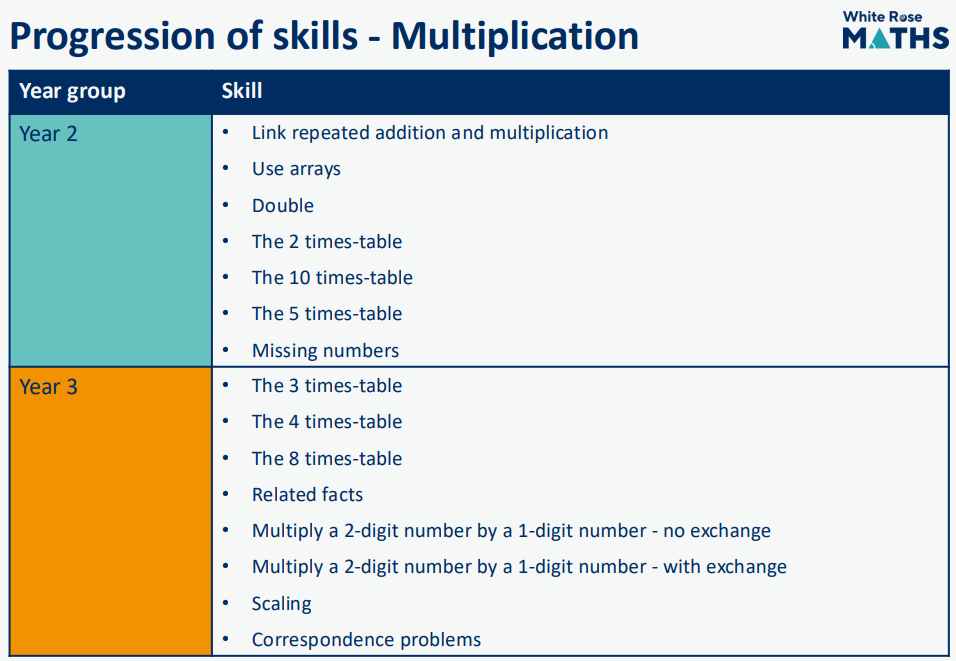 Progression of skills - Multiplication
White Rose
MATHS
Year group Skill
Year 2
• Link repeated addition and multiplication
• Use arrays
• Double
• The 2 times-table
• The 10 times-table
• The 5 times-table
• Missing numbers
Year 3
• The 3 times-table
• The 4 times-table
• The 8 times-table
• Related facts
• Multiply a 2-digit number by a 1-digit number - no exchange
• Multiply a 2-digit number by a 1-digit number - with exchange
• Scaling
• Correspondence problems